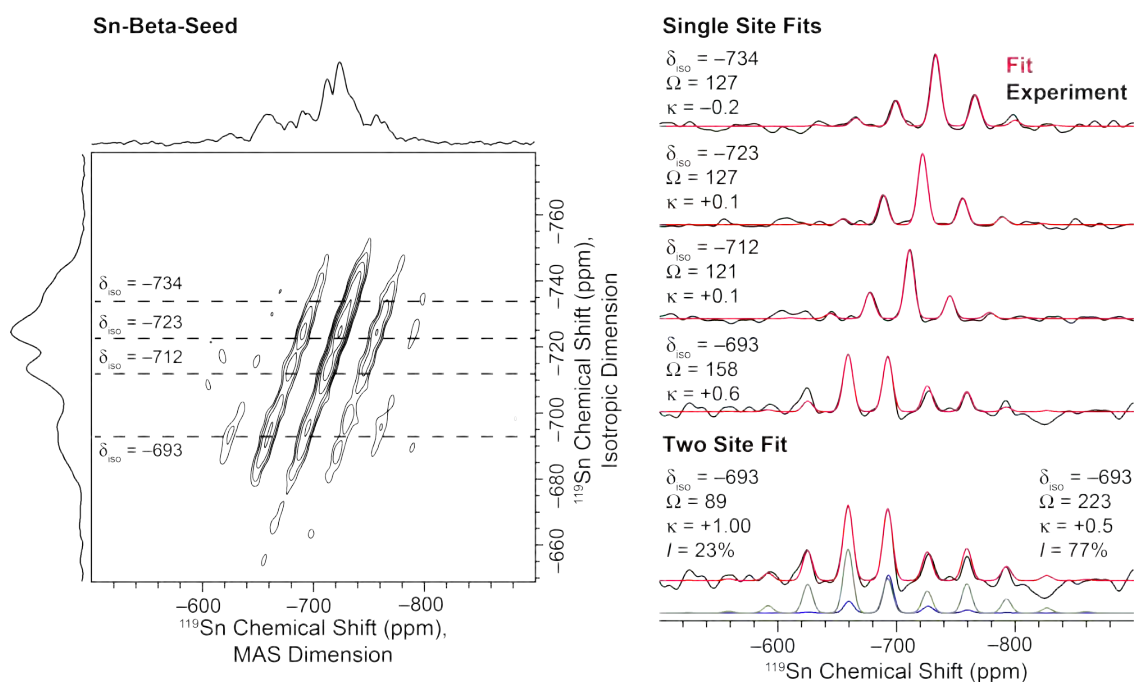 Sn-Beta-Seed
δiso = −734
δiso = −723
δiso = −712
δiso = −693
−760
−740
−720
−700
−680
−660
¹¹⁹Sn Chemical Shift (ppm),
Isotropic Dimension
−600
−700
−800
¹¹⁹Sn Chemical Shift (ppm),
MAS Dimension
Single Site Fits
Fit
Experiment
δiso = −734
Ω = 127
κ = −0.2
δiso = −723
Ω = 127
κ = +0.1
δiso = −712
Ω = 121
κ = +0.1
δiso = −693
Ω = 158
κ = +0.6
Two Site Fit
δiso = −693
Ω = 89
κ = +1.00
I = 23%
δiso = −693
Ω = 223
κ = +0.5
I = 77%
−600
−700
−800
¹¹⁹Sn Chemical Shift (ppm)